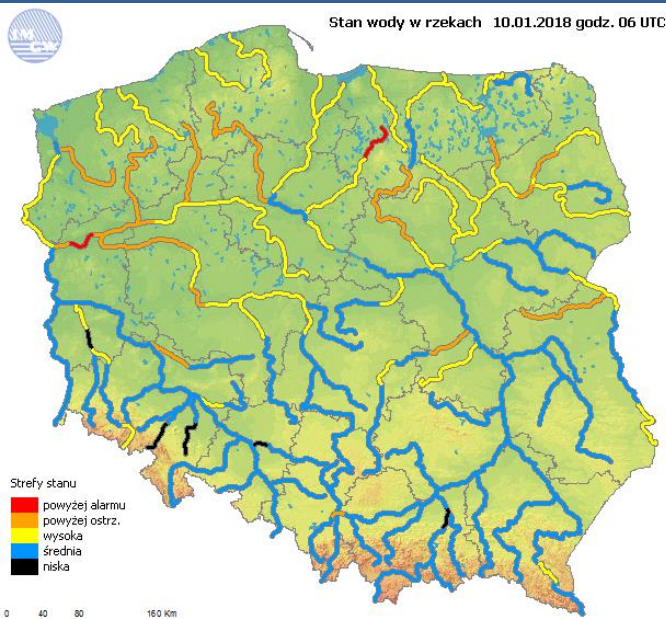 IMGW
Stan wody w rzekach 10.01.2018 godz. 06 UTC
Strefy stanu
powyżej alarmu
powyżej ostrz.
wysoka
średnia
niska
0 40 80 160 Km